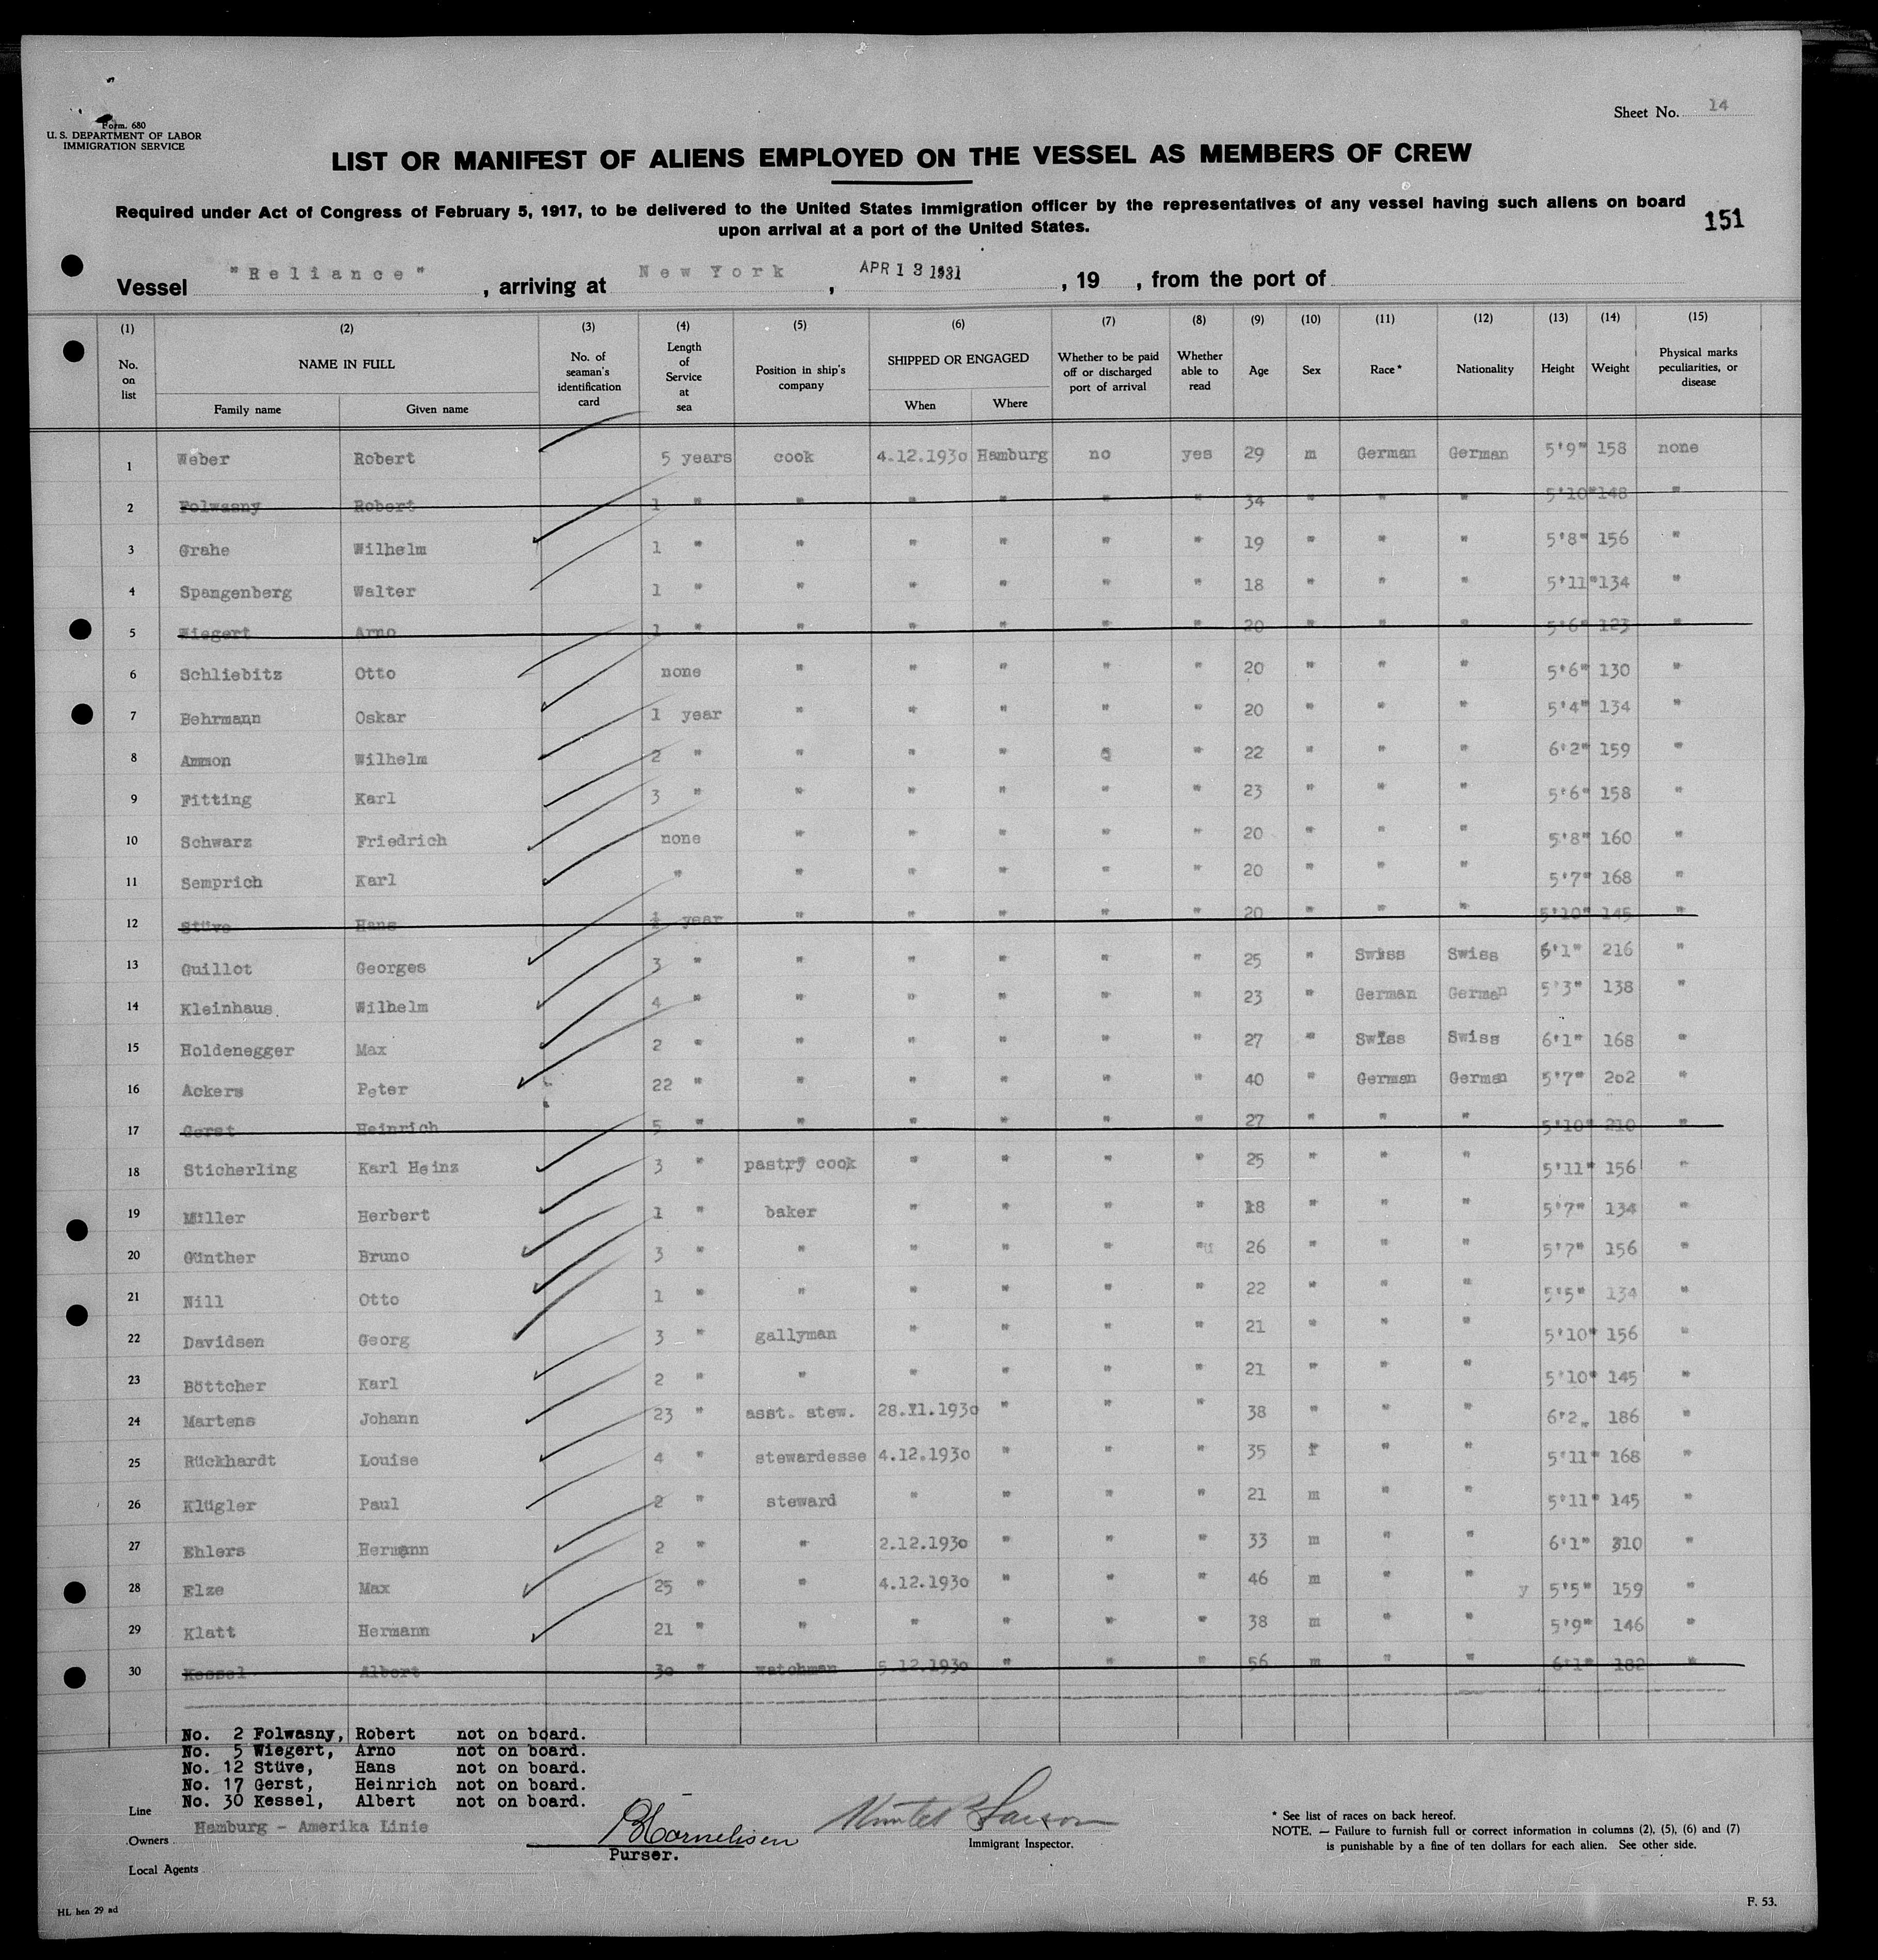 Form. 680
U. S. DEPARTMENT OF LABOR
IMMIGRATION SERVICE
Sheet No. 14
LIST OR MANIFEST OF ALIENS EMPLOYED ON THE VESSEL AS MEMBERS OF CREW
Required under Act of Congress of February 5, 1917, to be delivered to the United States Immigration officer by the representatives of any vessel having such aliens on board
upon arrival at a port of the United States.
151
Vessel "Reliance", arriving at New York, APR 13 1931, 19 , from the port of
(1) (2) (3) (4) (5) (6) (7) (8) (9) (10) (11) (12) (13) (14) (15)
No. on list NAME IN FULL Family name Given name No. of seaman's identification card Length of Service at sea Position in ship's company SHIPPED OR ENGAGED When Where Whether to be paid off or discharged port of arrival Whether able to read Age Sex Race* Nationality Height Weight Physical marks peculiarities, or disease
1 Weber Robert 5 years cook 4.12.1930 Hamburg no yes 29 m German German 5'9" 158 none
2 Folwasny Robert 1 " " " " " " 34 " " " 5'10" 148 "
3 Grahe Wilhelm 1 " " " " " " 19 " " " 5'8" 156 "
4 Spangenberg Walter 1 " " " " " " 18 " " " 5'11" 134 "
5 Wiegert Arno 1 " " " " " " 20 " " " 5'6" 123 "
6 Schliebitz Otto none " " " " " 20 " " " 5'6" 130 "
7 Behrmann Oskar 1 year " " " " " 20 " " " 5'4" 134 "
8 Ammon Wilhelm 2 " " " " " 22 " " " 6'2" 159 "
9 Fitting Karl 3 " " " " " " 23 " " " 5'6" 158 "
10 Schwarz Friedrich none " " " " " 20 " " " 5'8" 160 "
11 Semprich Karl " " " " " " 20 " " " 5'7" 168 "
12 Stüve Hans ½ year " " " " " 20 " " " 5'10" 145 "
13 Guillot Georges 3 " " " " " " 25 " Swiss Swiss 6'1" 216 "
14 Kleinhaus Wilhelm 4 " " " " " " 23 " German German 5'3" 138 "
15 Holdenegger Max 2 " " " " " " 27 " Swiss Swiss 6'1" 168 "
16 Ackers Peter 22 " " " " " " 40 " German German 5'7" 202 "
17 Gerst Heinrich 5 " " " " " " 27 " " " 5'10" 210 "
18 Sticherling Karl Heinz 3 " pastry cook " " " " 25 " " " 5'11" 156 "
19 Miller Herbert 1 " baker " " " " 18 " " " 5'7" 134 "
20 Günther Bruno 3 " " " " " " 26 " " " 5'7" 156 "
21 Nill Otto 1 " " " " " " 22 " " " 5'5" 134 "
22 Davidsen Georg 3 " gallyman " " " " 21 " " " 5'10" 156 "
23 Böttcher Karl 2 " " " " " " 21 " " " 5'10" 145 "
24 Martens Johann 23 " asst. stew. 28.XI.1930 " " " 38 " " " 6'2" 186 "
25 Rückhardt Louise 4 " stewardesse 4.12.1930 " " " 35 f " " 5'11" 168 "
26 Klügler Paul 2 " steward " " " " 21 m " " 5'11" 145 "
27 Ehlers Hermann 2 " " 2.12.1930 " " " 33 m " " 6'1" 310 "
28 Elze Max 25 " " 4.12.1930 " " " 46 m " " y 5'5" 159 "
29 Klatt Hermann 21 " " " " " " 38 m " " 5'9" 146 "
30 Kessel Albert 30 " watchman 5.12.1930 " " " 56 m " " 6'1" 182 "
No. 2 Folwasny, Robert not on board.
No. 5 Wiegert, Arno not on board.
No. 12 Stüve, Hans not on board.
No. 17 Gerst, Heinrich not on board.
No. 30 Kessel, Albert not on board.
Line
Hamburg - Amerika Linie
Owners
Local Agents
Cornelisen
Purser.
Immigrant Inspector.
* See list of races on back hereof.
NOTE. — Failure to furnish full or correct information in columns (2), (5), (6) and (7)
is punishable by a fine of ten dollars for each alien. See other side.
HL hen 29 ad
F. 53.